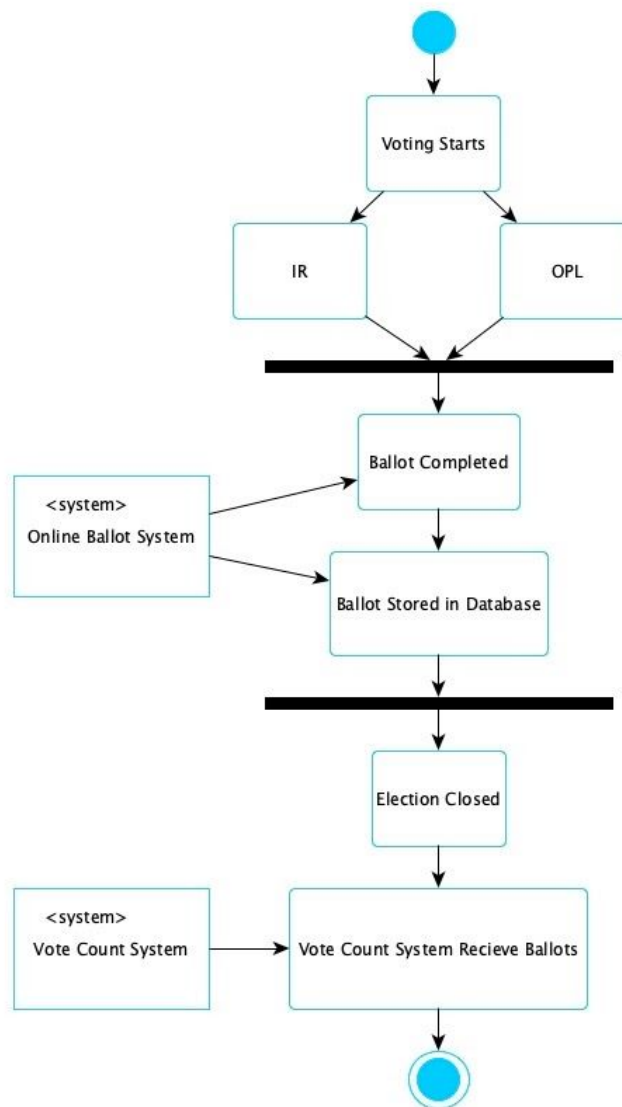 Voting Starts
IR
OPL
Ballot Completed
<system>
Online Ballot System
Ballot Stored in Database
Election Closed
<system>
Vote Count System
Vote Count System Recieve Ballots